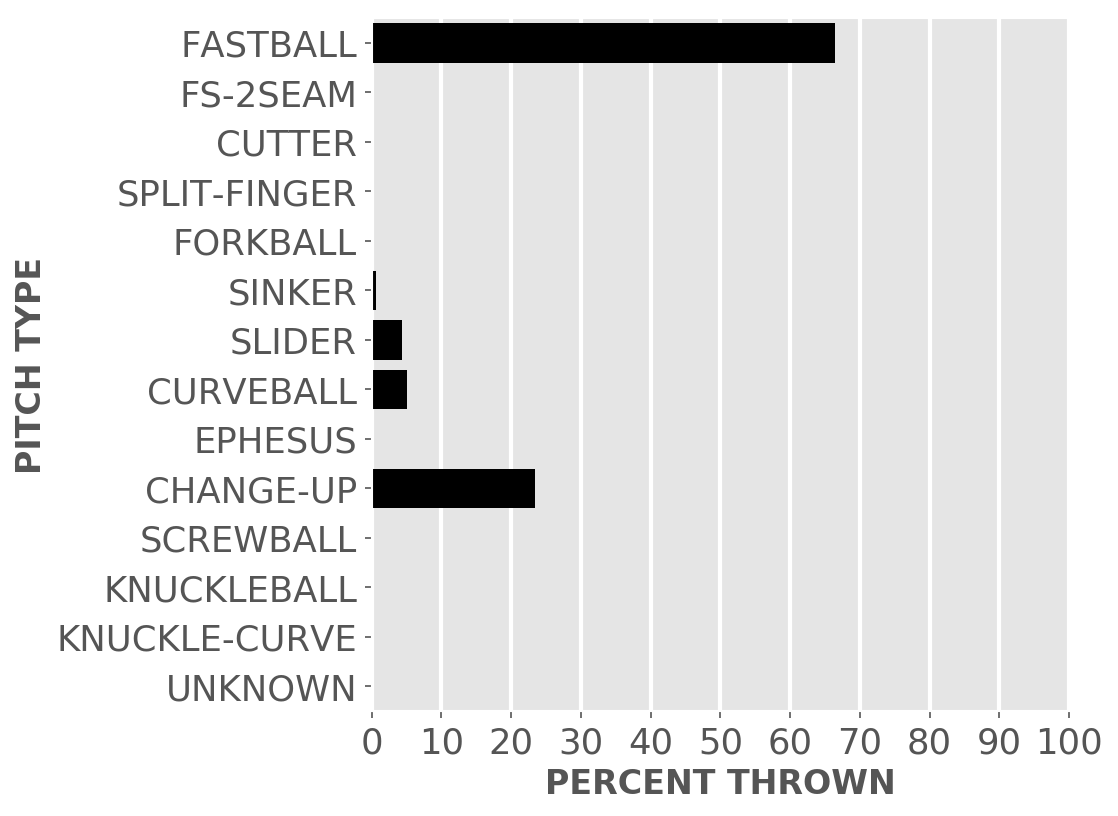 FASTBALL
FS-2SEAM
CUTTER
SPLIT-FINGER
FORKBALL
SINKER
SLIDER
CURVEBALL
EPHESUS
CHANGE-UP
SCREWBALL
KNUCKLEBALL
KNUCKLE-CURVE
UNKNOWN
PITCH TYPE
0 10 20 30 40 50 60 70 80 90 100
PERCENT THROWN